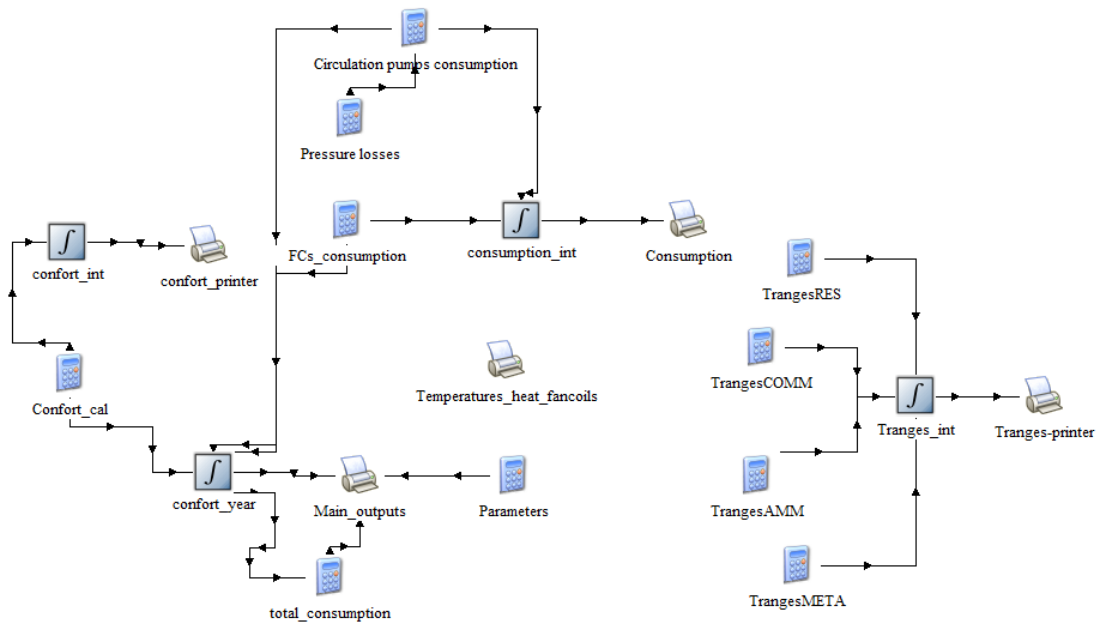 Circulation pumps consumption
Pressure losses
FCs_consumption
consumption_int
Consumption
confort_int
confort_printer
TrangesRES
Confort_cal
Temperatures_heat_fancoils
TrangesCOMM
Tranges_int
Tranges-printer
confort_year
Main_outputs
Parameters
TrangesAMM
total_consumption
TrangesMETA